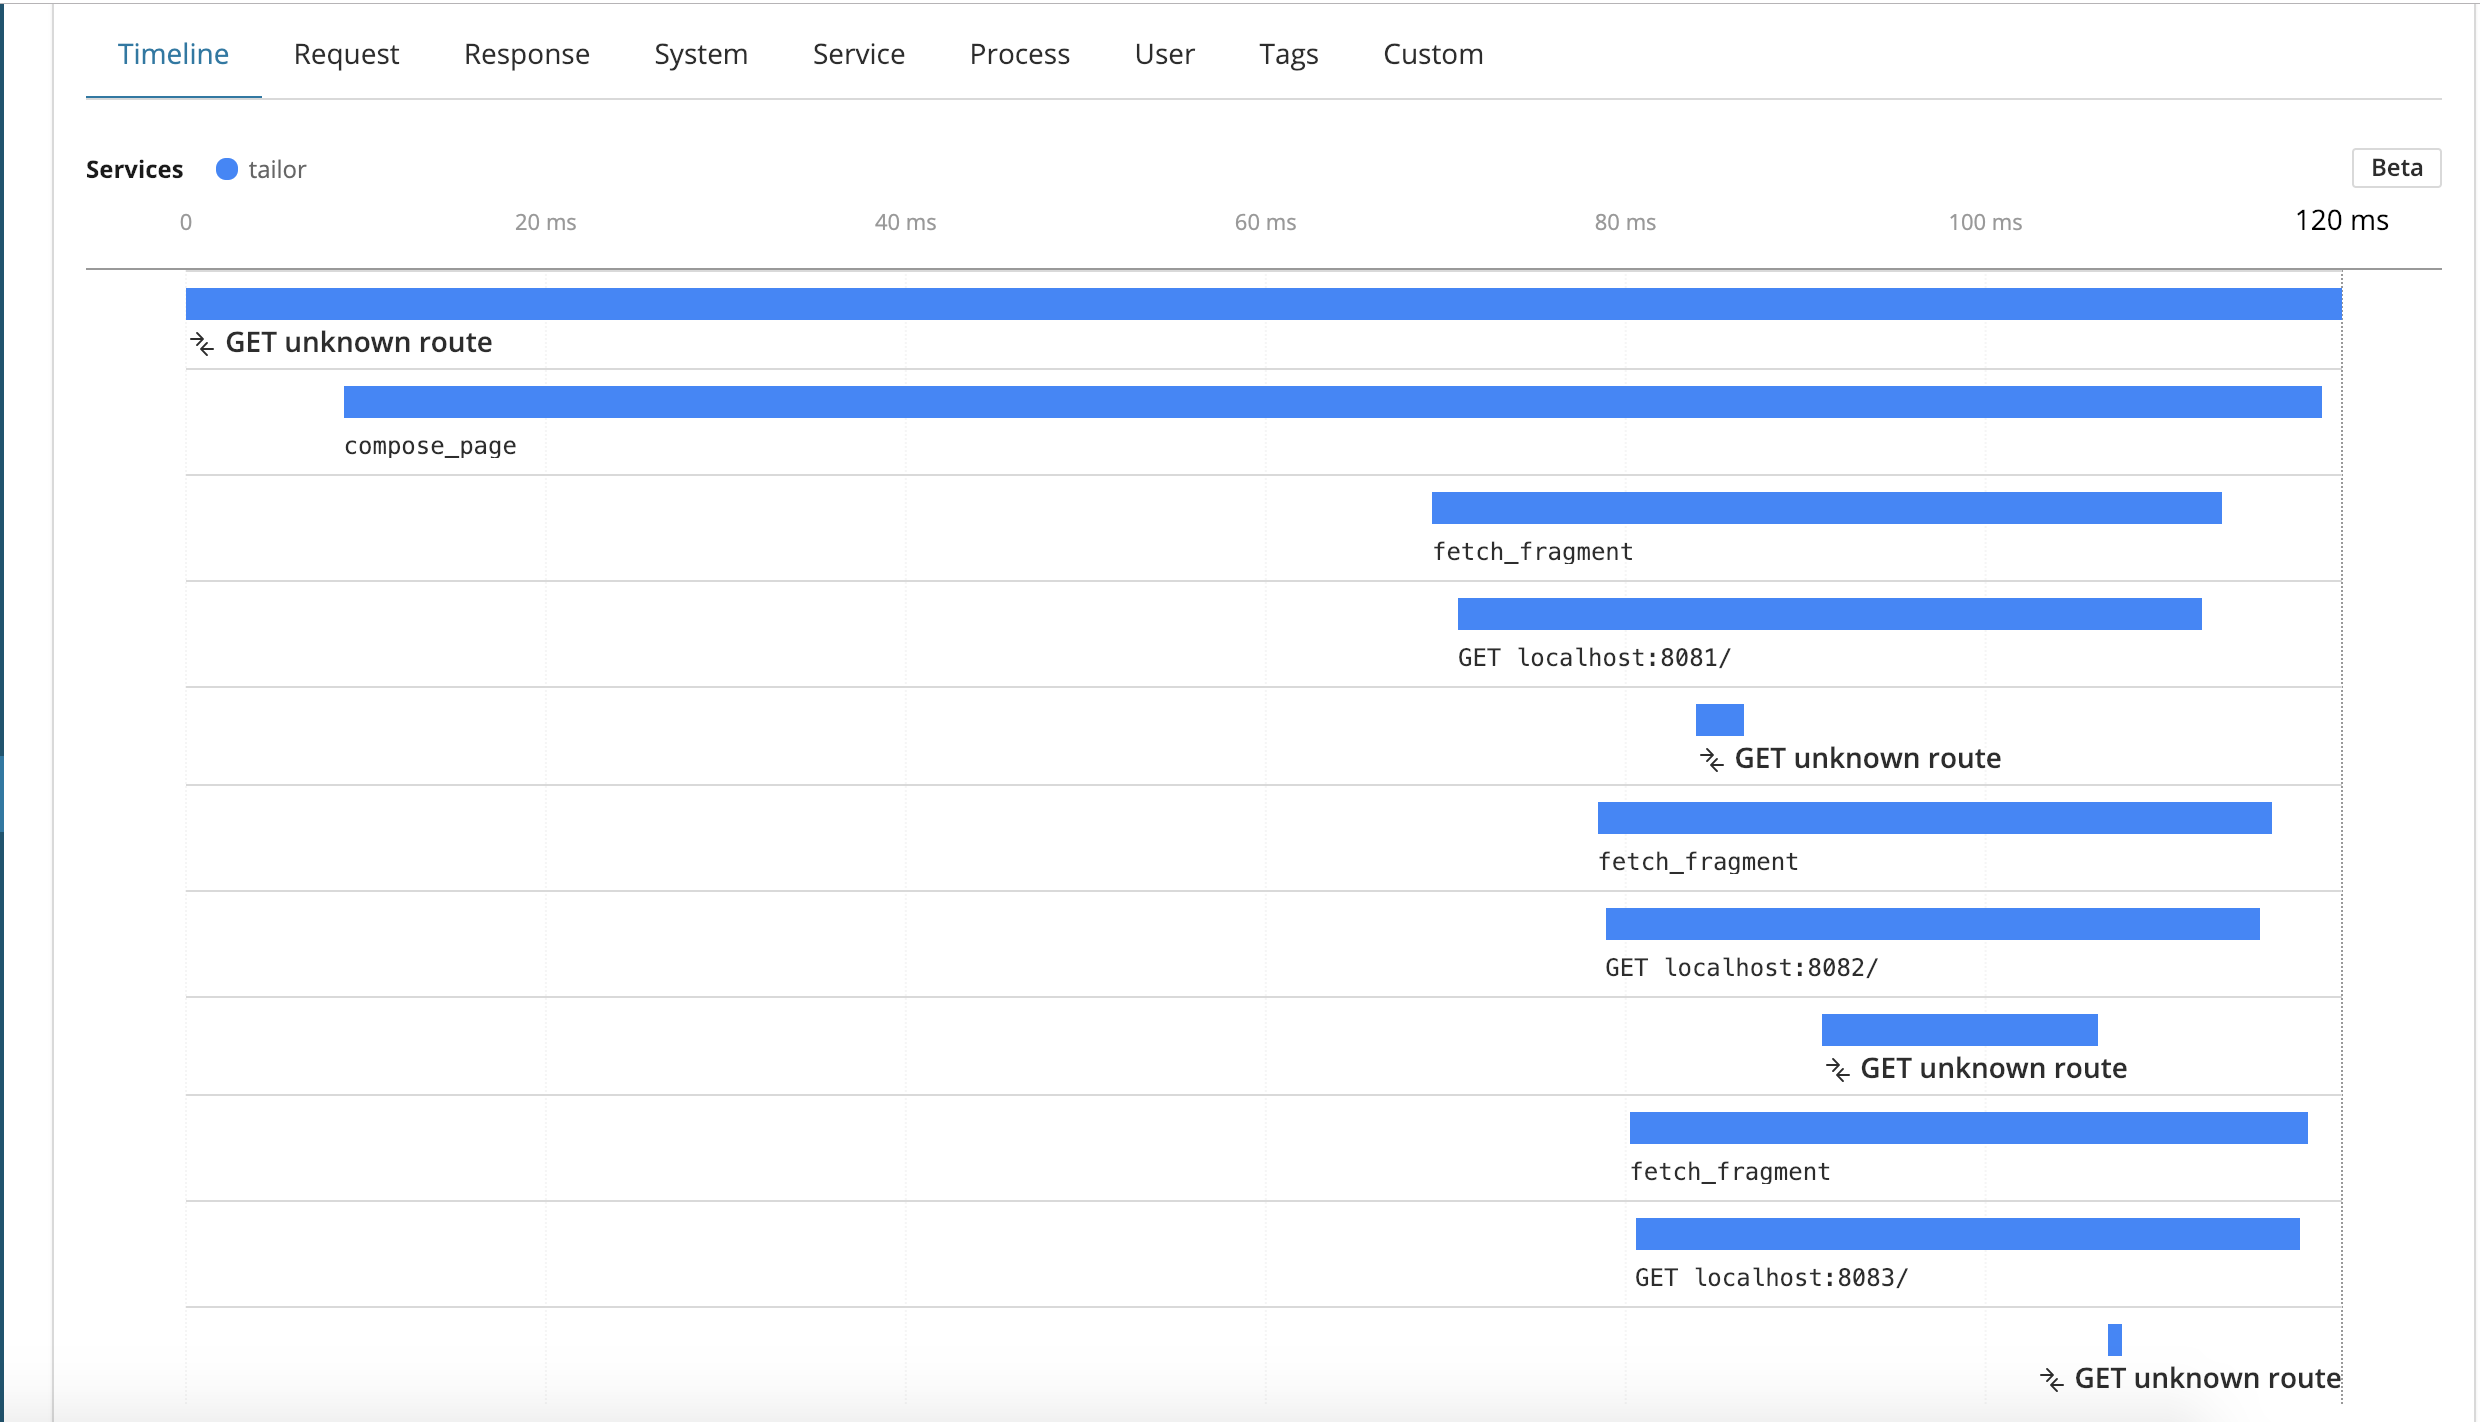 Timeline Request Response System Service Process User Tags Custom
Services tailor Beta
0 20 ms 40 ms 60 ms 80 ms 100 ms 120 ms
GET unknown route
compose_page
fetch_fragment
GET localhost:8081/
GET unknown route
fetch_fragment
GET localhost:8082/
GET unknown route
fetch_fragment
GET localhost:8083/
GET unknown route